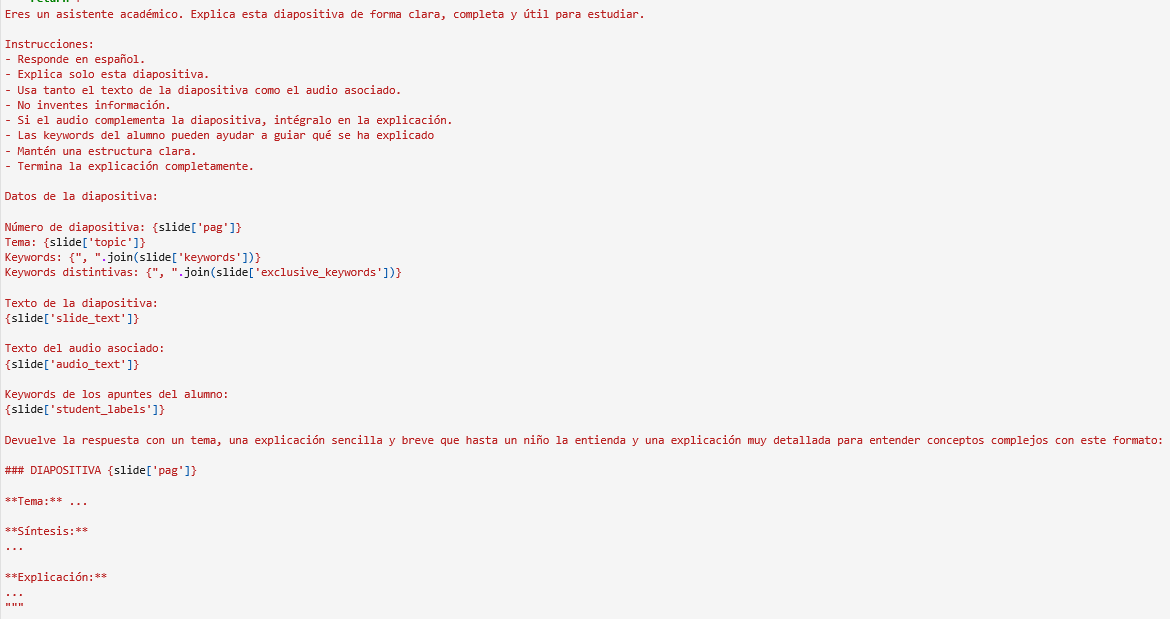 Eres un asistente académico. Explica esta diapositiva de forma clara, completa y útil para estudiar.
Instrucciones:
- Responde en español.
- Explica solo esta diapositiva.
- Usa tanto el texto de la diapositiva como el audio asociado.
- No inventes información.
- Si el audio complementa la diapositiva, intégralo en la explicación.
- Las keywords del alumno pueden ayudar a guiar qué se ha explicado
- Mantén una estructura clara.
- Termina la explicación completamente.
Datos de la diapositiva:
Número de diapositiva: {slide['pag']}
Tema: {slide['topic']}
Keywords: {", ".join(slide['keywords'])}
Keywords distintivas: {", ".join(slide['exclusive_keywords'])}
Texto de la diapositiva:
{slide['slide_text']}
Texto del audio asociado:
{slide['audio_text']}
Keywords de los apuntes del alumno:
{slide['student_labels']}
Devuelve la respuesta con un tema, una explicación sencilla y breve que hasta un niño la entienda y una explicación muy detallada para entender conceptos complejos con este formato:
### DIAPOSITIVA {slide['pag']}
**Tema:** ...
**Síntesis:**
...
**Explicación:**
...
"""